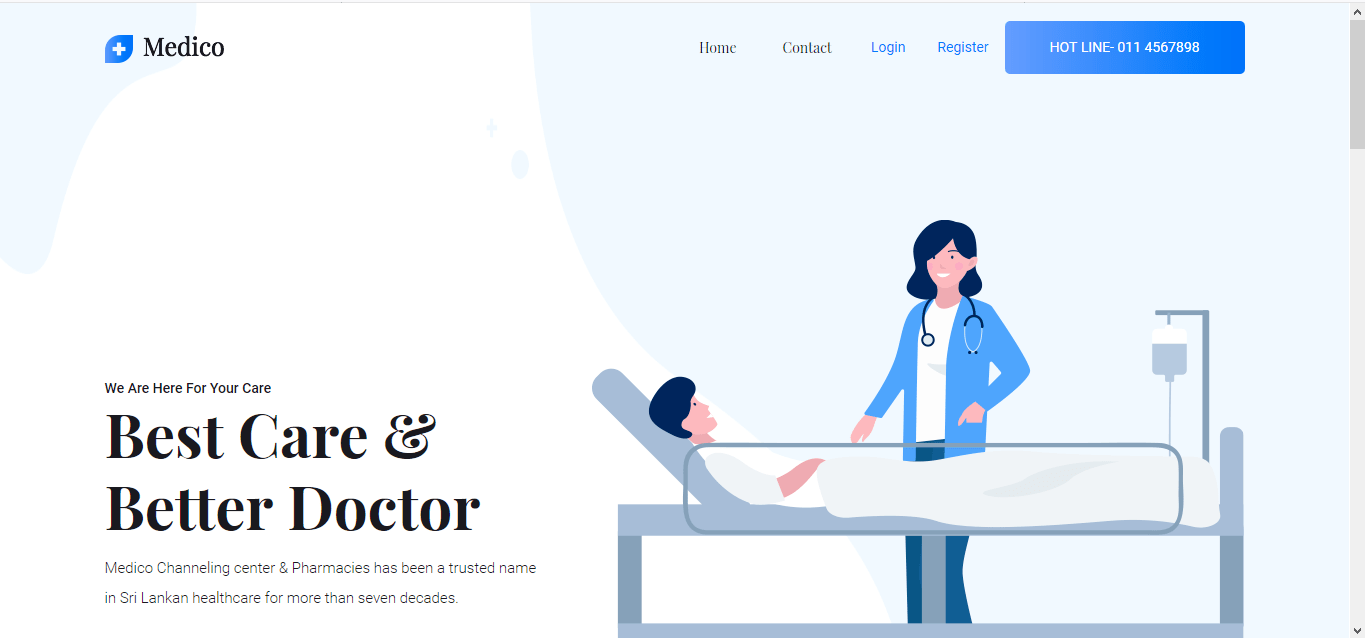 Medico
Home Contact Login Register HOT LINE- 011 4567898
We Are Here For Your Care
Best Care &
Better Doctor
Medico Channeling center & Pharmacies has been a trusted name
in Sri Lankan healthcare for more than seven decades.